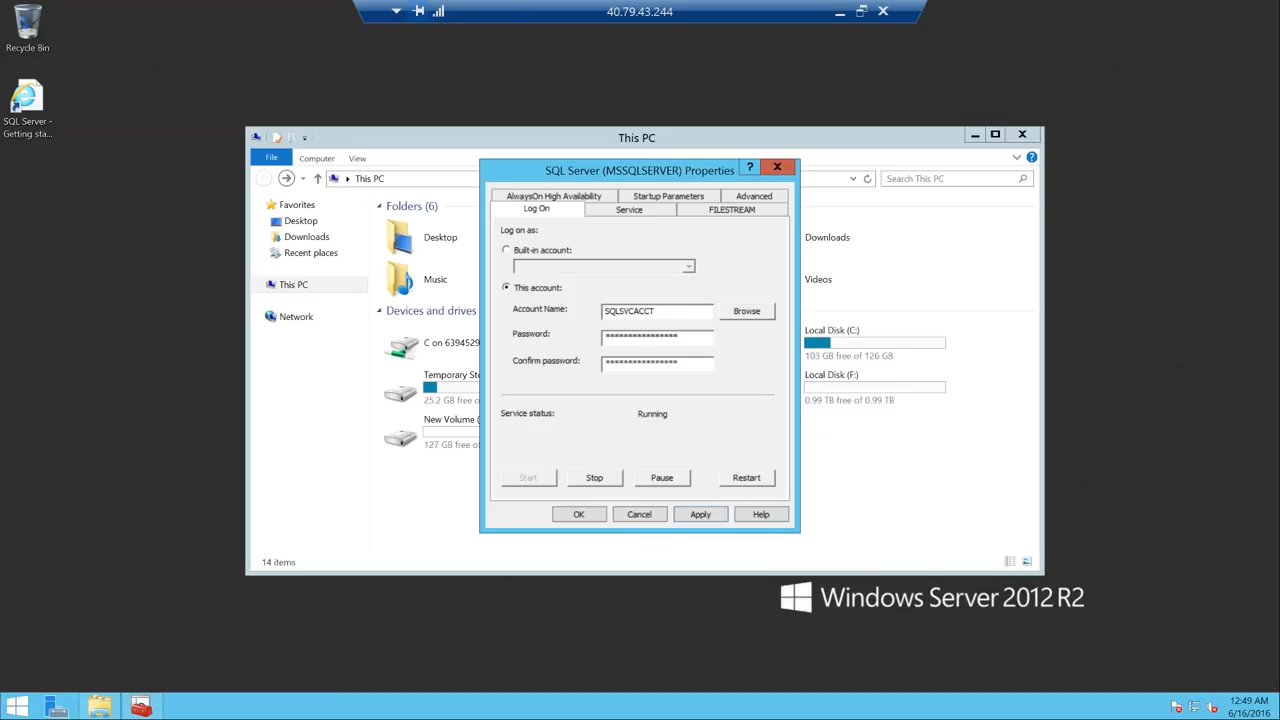 40.79.43.244
Recycle Bin
SQL Server -
Getting sta...
This PC
File
Computer
View
This PC
Search This PC
Favorites
Desktop
Downloads
Recent places
This PC
Network
Folders (6)
Desktop
Music
Devices and drives
C on 6394529
Temporary Sto
25.2 GB free o
New Volume (
127 GB free o
Downloads
Videos
Local Disk (C:)
103 GB free of 126 GB
Local Disk (F:)
0.99 TB free of 0.99 TB
14 items
SQL Server (MSSQLSERVER) Properties
?
AlwaysOn High Availability
Startup Parameters
Advanced
Log On
Service
FILESTREAM
Log on as:
Built-in account:
This account:
Account Name:
SQLSVCACCT
Browse
Password:
****************
Confirm password:
****************
Service status:
Running
Start
Stop
Pause
Restart
OK
Cancel
Apply
Help
Windows Server 2012 R2
12:49 AM
6/16/2016